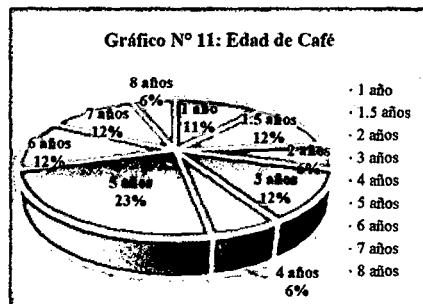 Gráfico N° 11: Edad de Café
8 años
6%
1 año
11%
1.5 años
12%
2 años
6%
3 años
12%
4 años
6%
5 años
23%
6 años
12%
7 años
12%
· 1 año
· 1.5 años
· 2 años
· 3 años
· 4 años
· 5 años
· 6 años
· 7 años
· 8 años